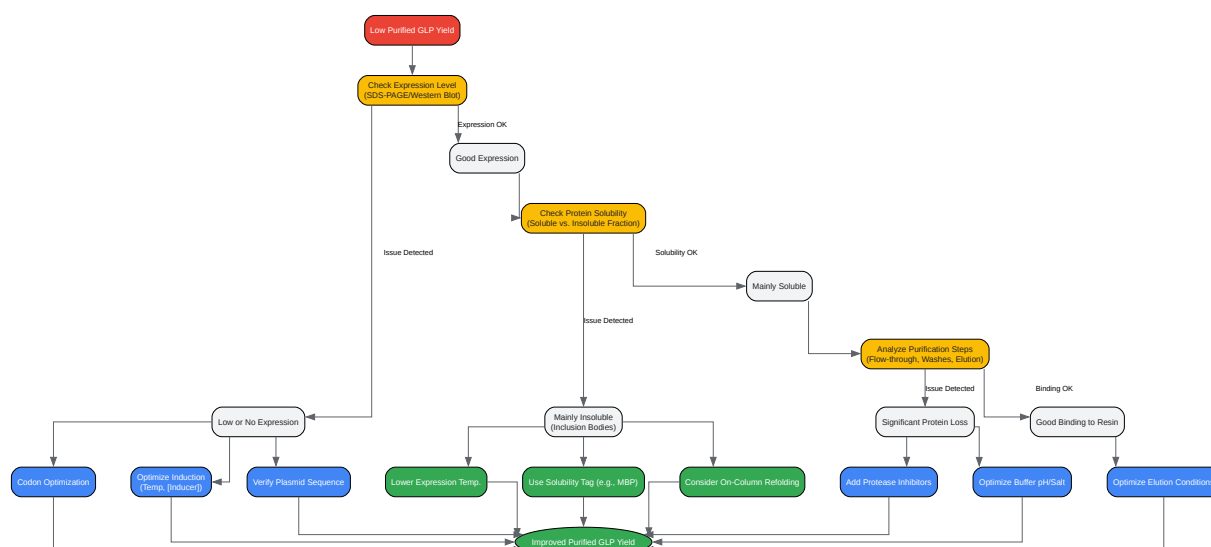 Low Purified GLP Yield
Check Expression Level
(SDS-PAGE/Western Blot)
Expression OK
Good Expression
Check Protein Solubility
(Soluble vs. Insoluble Fraction)
Issue Detected
Solubility OK
Mainly Soluble
Issue Detected
Analyze Purification Steps
(Flow-through, Washes, Elution)
Issue Detected
Binding OK
Low or No Expression
Mainly Insoluble
(Inclusion Bodies)
Significant Protein Loss
Good Binding to Resin
Codon Optimization
Optimize Induction
(Temp, [Inducer])
Verify Plasmid Sequence
Lower Expression Temp.
Use Solubility Tag (e.g., MBP)
Consider On-Column Refolding
Add Protease Inhibitors
Optimize Buffer pH/Salt
Optimize Elution Conditions
Improved Purified GLP Yield